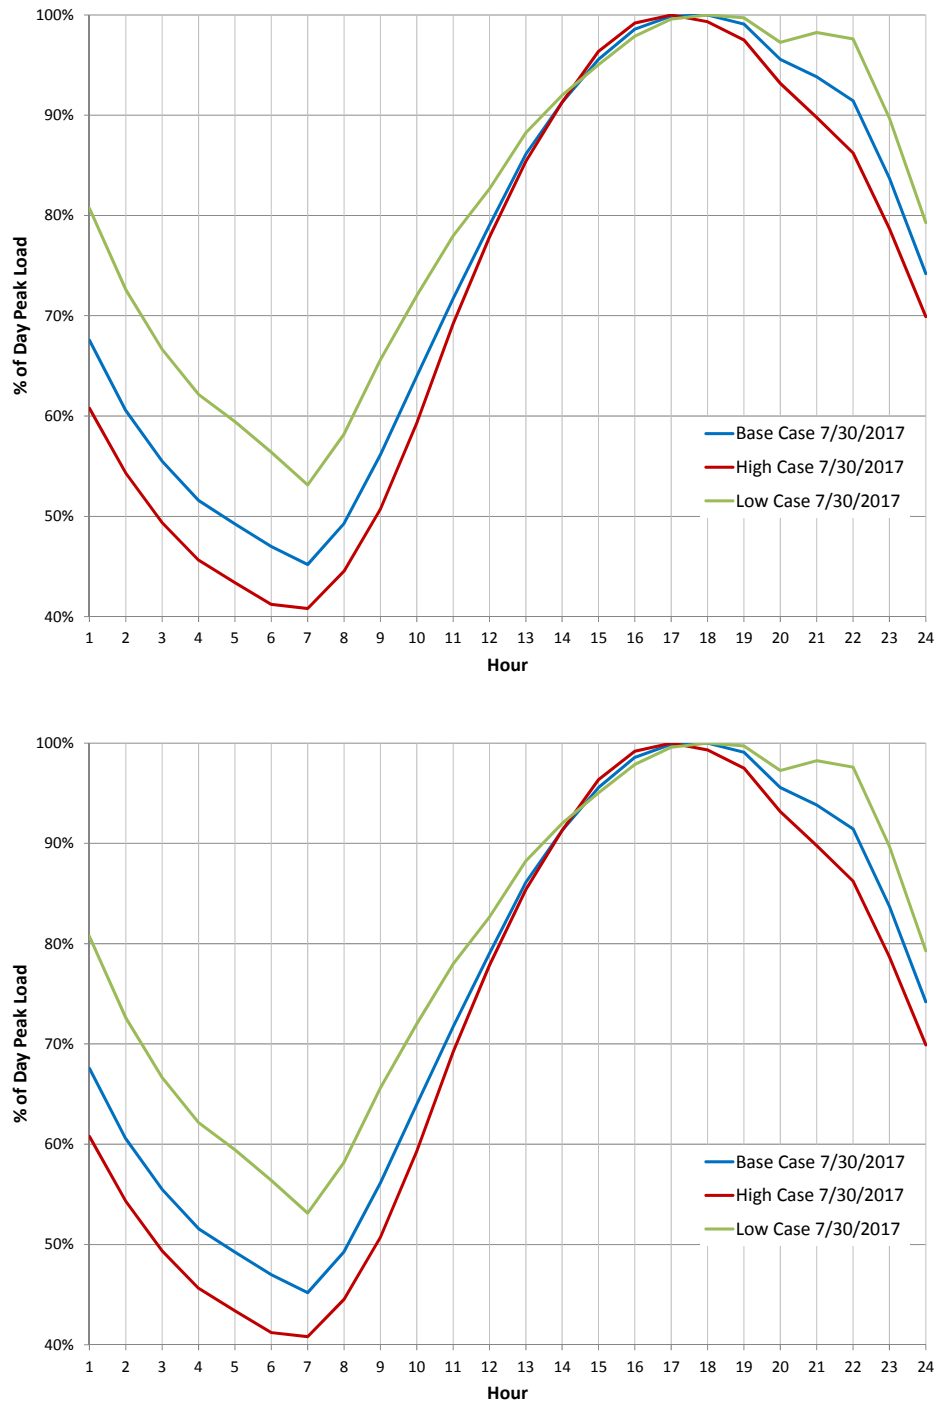 100%
90%
80%
70%
60%
50%
40%
% of Day Peak Load
Base Case 7/30/2017
High Case 7/30/2017
Low Case 7/30/2017
1 2 3 4 5 6 7 8 9 10 11 12 13 14 15 16 17 18 19 20 21 22 23 24
Hour
100%
90%
80%
70%
60%
50%
40%
% of Day Peak Load
Base Case 7/30/2017
High Case 7/30/2017
Low Case 7/30/2017
1 2 3 4 5 6 7 8 9 10 11 12 13 14 15 16 17 18 19 20 21 22 23 24
Hour